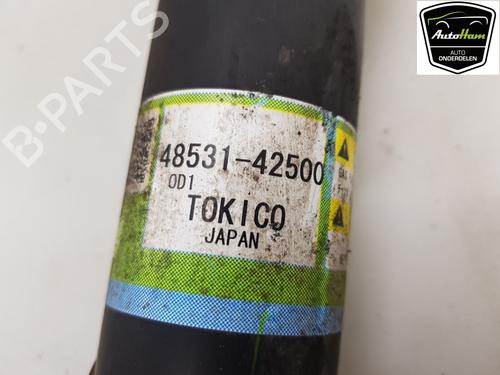 AutoHam
AUTO
ONDERDELEN
B-PARTS
48531-42500
OD1
TOKICO
JAPAN